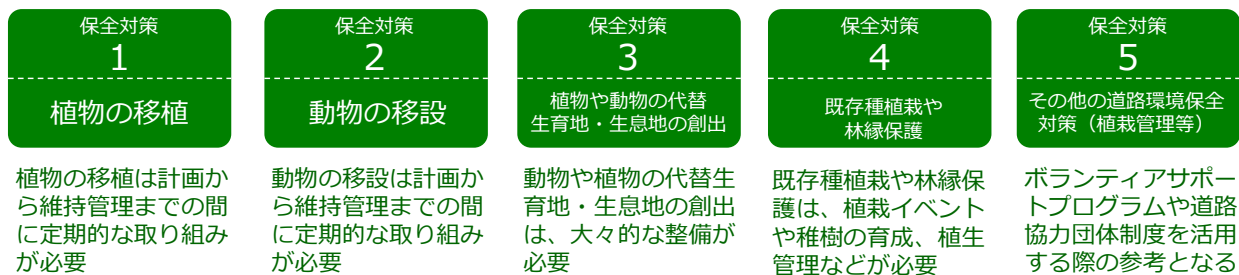 保全対策
1
植物の移植
植物の移植は計画か
ら維持管理までの間
に定期的な取り組み
が必要
保全対策
2
動物の移設
動物の移設は計画か
ら維持管理までの間
に定期的な取り組み
が必要
保全対策
3
植物や動物の代替
生育地・生息地の創出
動物や植物の代替生
育地・生息地の創出
は、大々的な整備が
必要
保全対策
4
既存種植栽や
林縁保護
既存種植栽や林縁保
護は、植栽イベント
や稚樹の育成、植生
管理などが必要
保全対策
5
その他の道路環境保全
対策（植栽管理等）
ボランティアサポー
トプログラムや道路
協力団体制度を活用
する際の参考となる